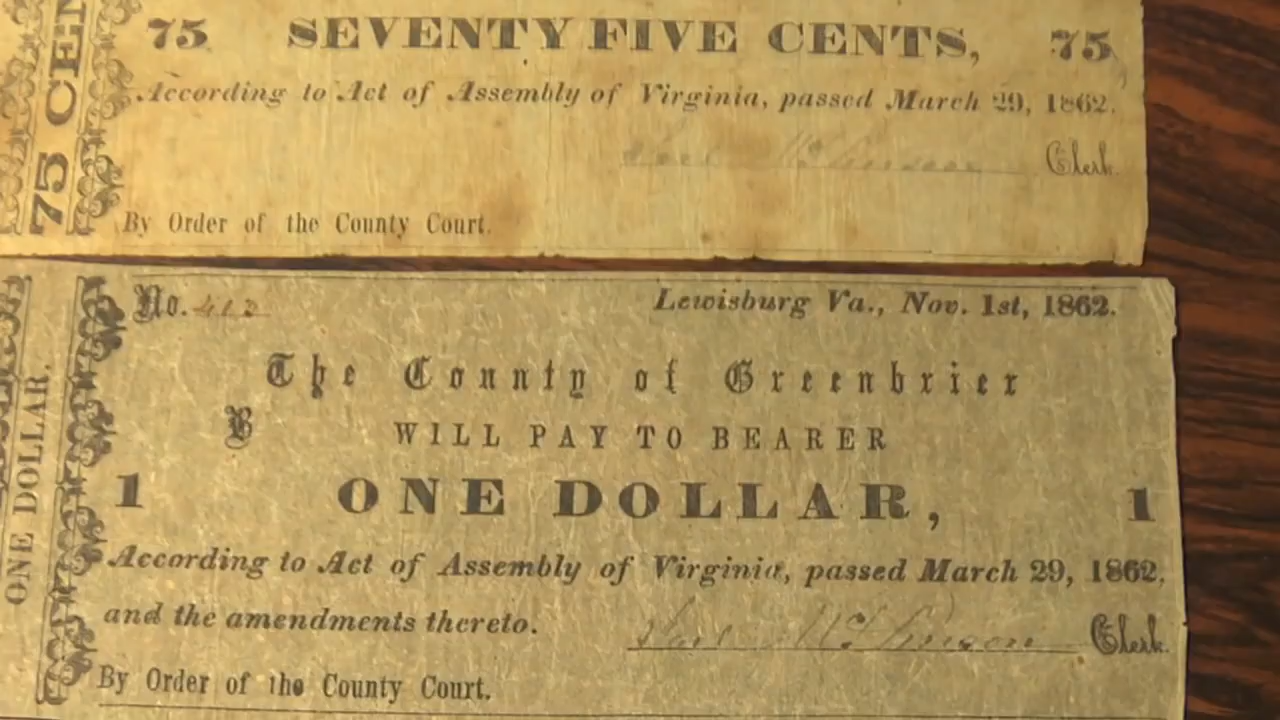 75 SEVENTY FIVE CENTS, 75
According to Act of Assembly of Virginia, passed March 29, 1862.
Clerk.
By Order of the County Court.
75 CEN
No. 412 Lewisburg Va., Nov. 1st, 1862.
The County of Greenbrier
B WILL PAY TO BEARER
1 ONE DOLLAR, 1
According to Act of Assembly of Virginia, passed March 29, 1862,
and the amendments thereto.
Clerk.
By Order of the County Court.
ONE DOLLAR.